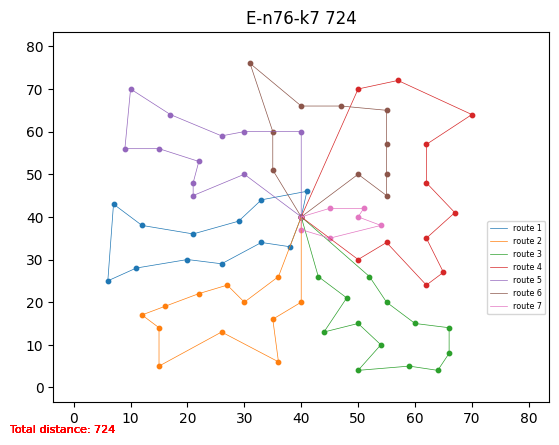 E-n76-k7 724
80
70
60
50
40
30
20
10
0
route 1
route 2
route 3
route 4
route 5
route 6
route 7
0 10 20 30 40 50 60 70 80
Total distance: 724